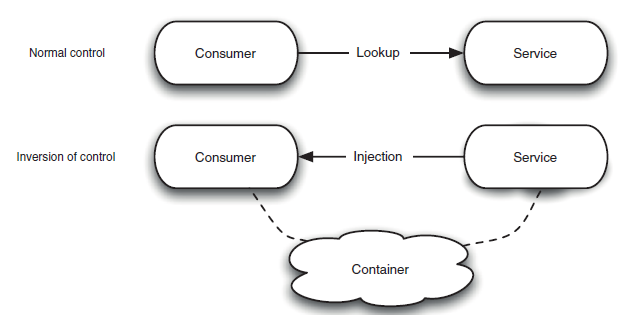 Normal control
Consumer
Lookup
Service
Inversion of control
Consumer
Injection
Service
Container